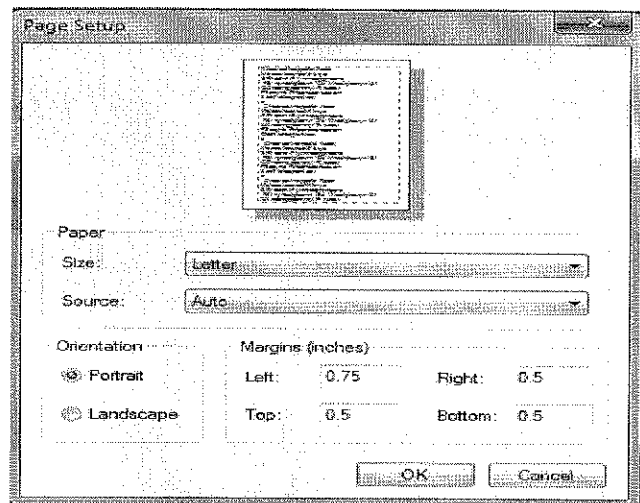 Page Setup
Paper
Size: Letter
Source: Auto
Orientation
Portrait
Landscape
Margins (inches)
Left: 0.75 Right: 0.5
Top: 0.5 Bottom: 0.5
OK Cancel